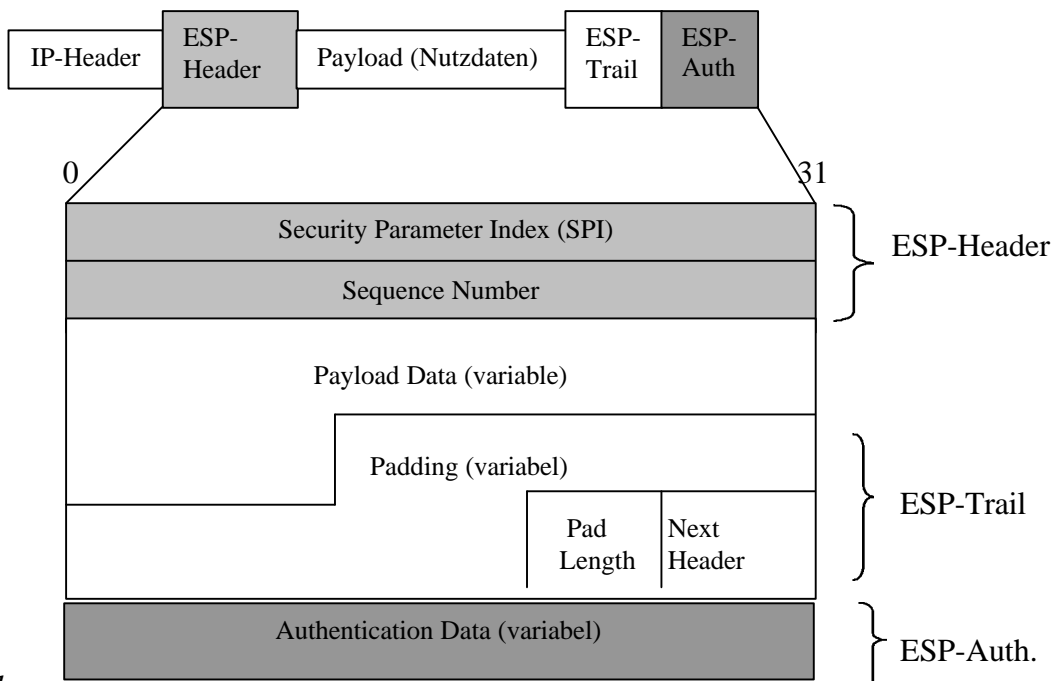 IP-Header
ESP-
Header
Payload (Nutzdaten)
ESP-
Trail
ESP-
Auth
0
31
Security Parameter Index (SPI)
ESP-Header
Sequence Number
Payload Data (variable)
Padding (variabel)
ESP-Trail
Pad
Length
Next
Header
Authentication Data (variabel)
ESP-Auth.